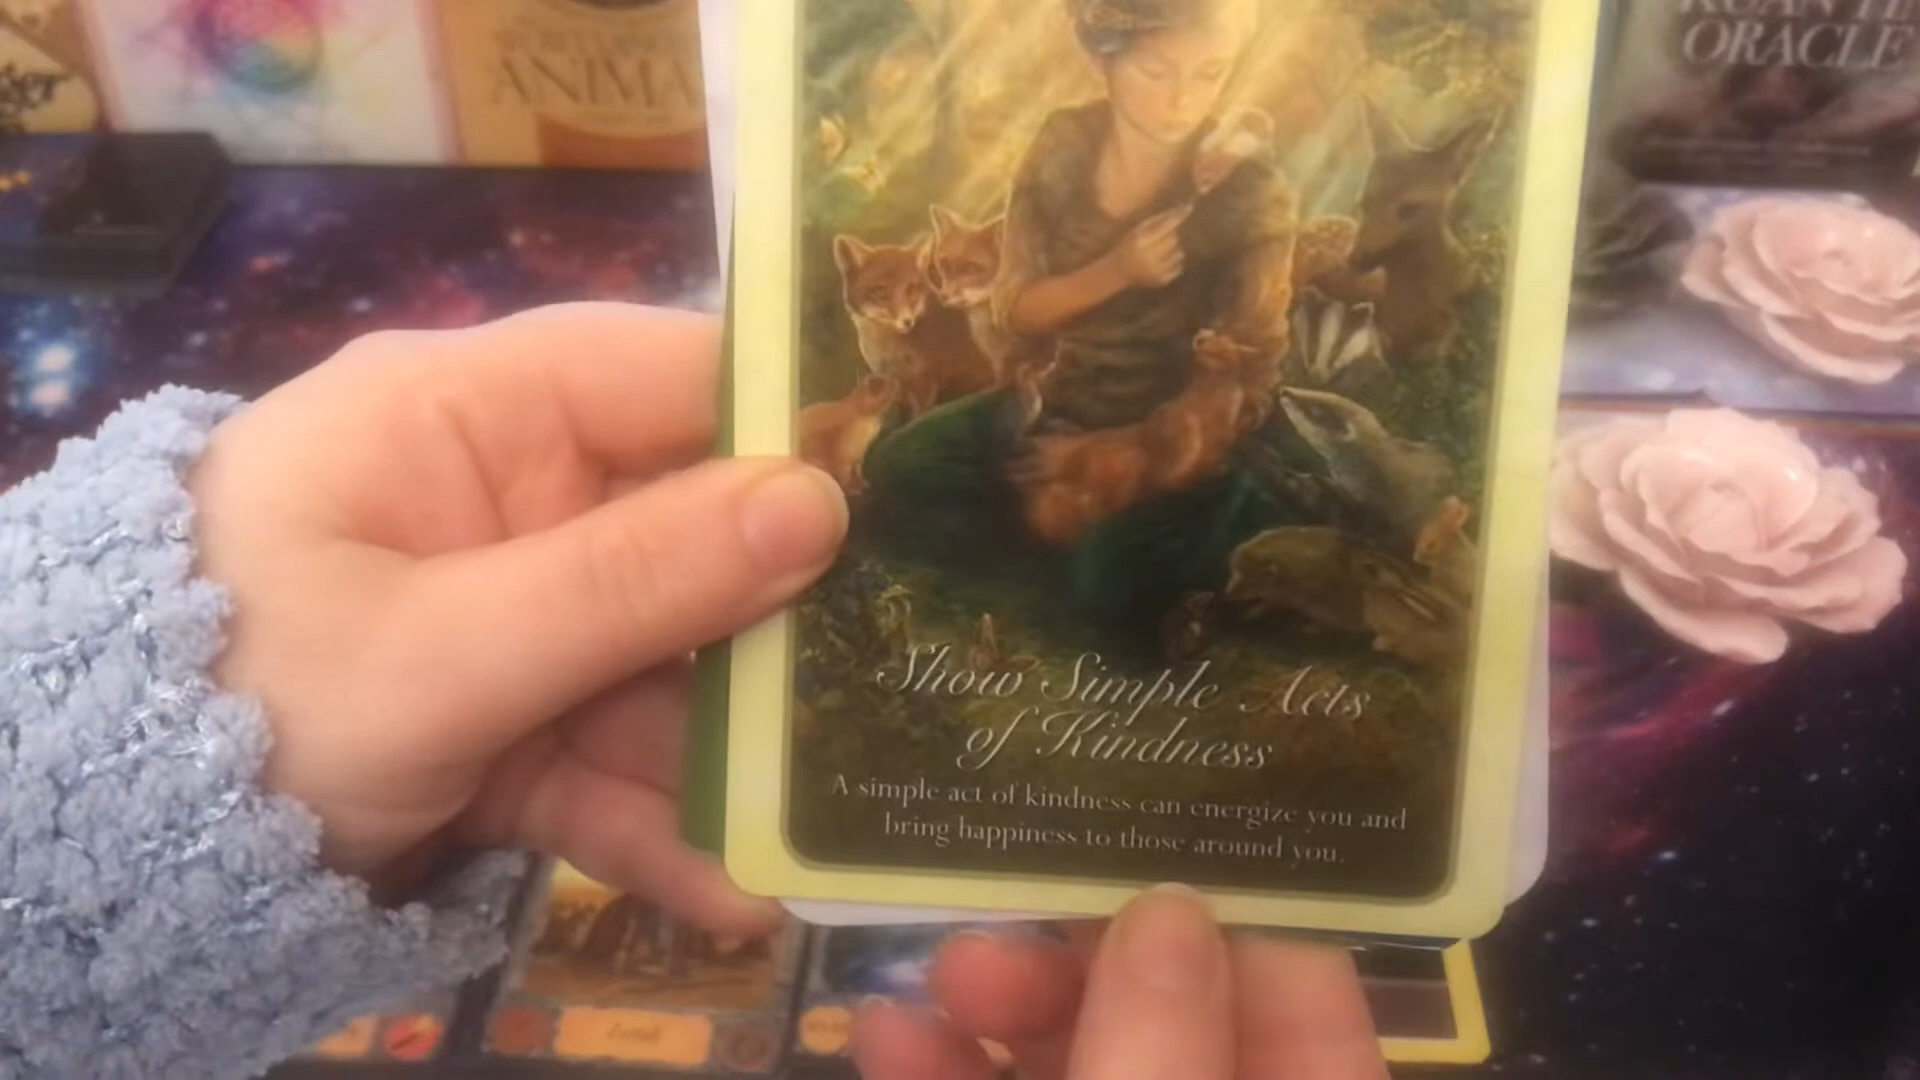 ANIMA
ORACLE
Show Simple Acts
of Kindness
A simple act of kindness can energize you and
bring happiness to those around you.